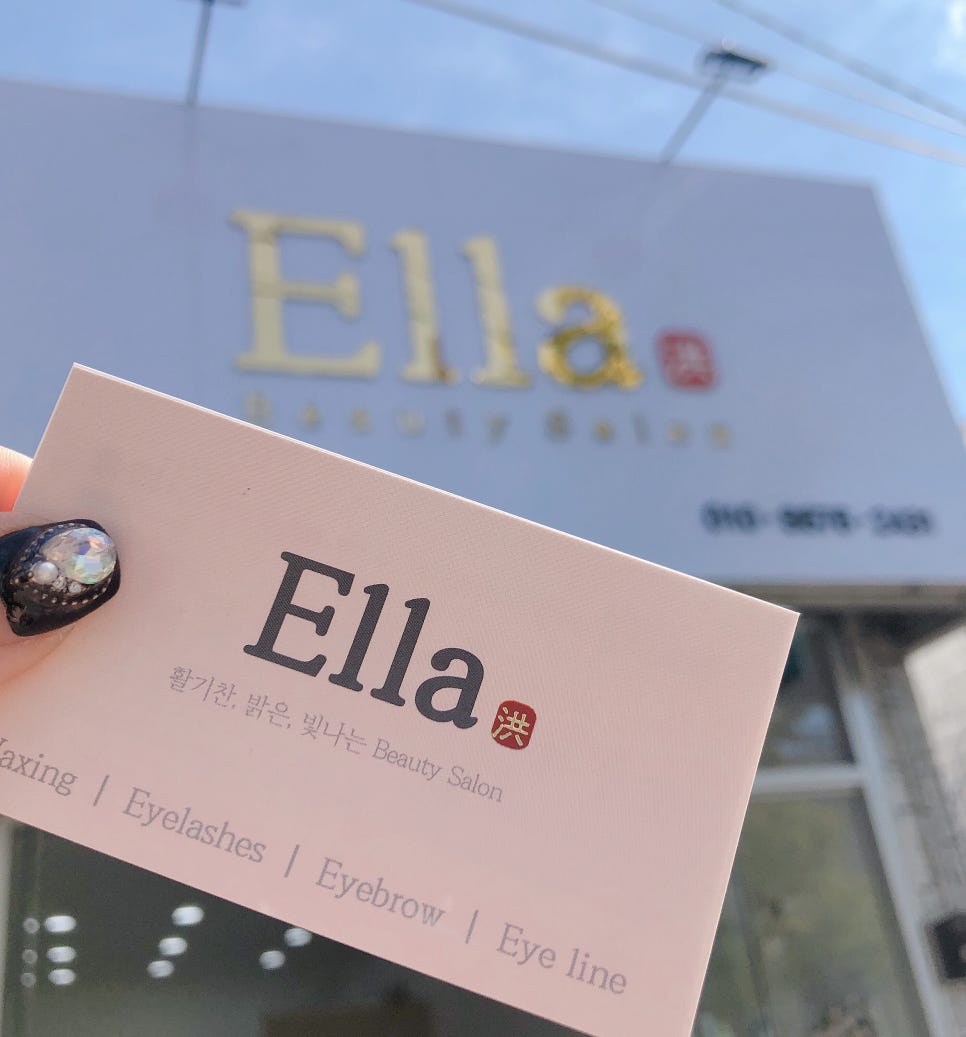 Ella 洪
Beauty Salon
Ella 洪
활기찬, 밝은, 빛나는 Beauty Salon
Waxing | Eyelashes | Eyebrow | Eye line